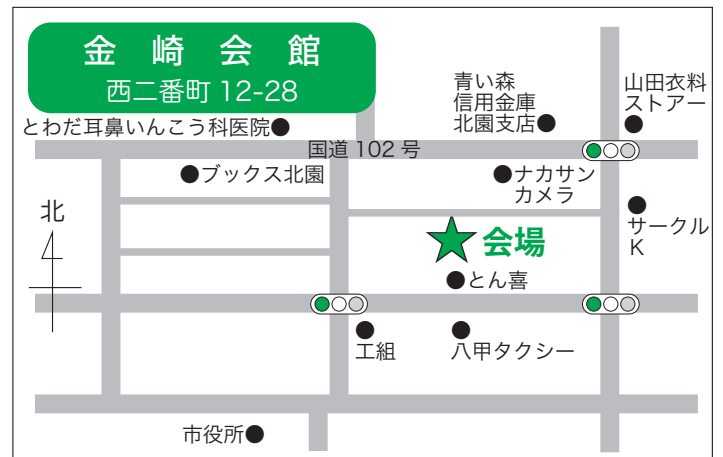 金崎会館
西二番町 12-28
青い森
信用金庫
北園支店
山田衣料
ストアー
とわだ耳鼻いんこう科医院
国道 102 号
ブックス北園
ナカサン
カメラ
北
サークル
K
会場
とん喜
工組
八甲タクシー
市役所